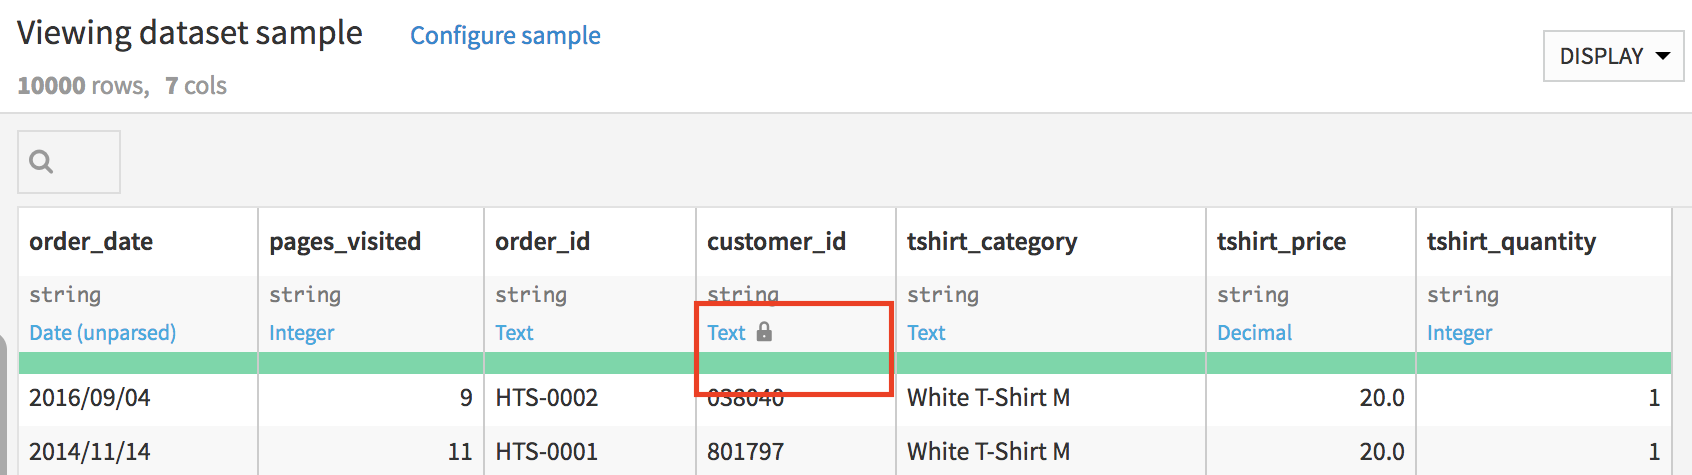 Viewing dataset sample Configure sample
10000 rows, 7 cols
DISPLAY
order_date pages_visited order_id customer_id tshirt_category tshirt_price tshirt_quantity
string string string string string string string
Date (unparsed) Integer Text Text Text Decimal Integer
2016/09/04 9 HTS-0002 038040 White T-Shirt M 20.0 1
2014/11/14 11 HTS-0001 801797 White T-Shirt M 20.0 1